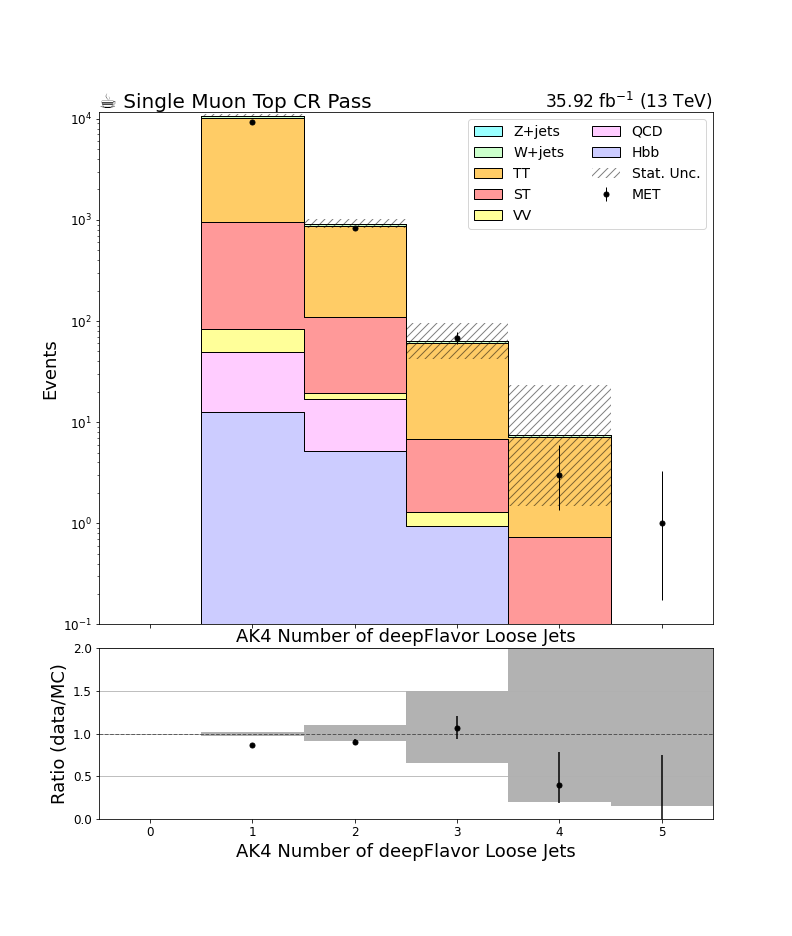 ☕ Single Muon Top CR Pass 35.92 fb⁻¹ (13 TeV)
Z+jets
W+jets
TT
ST
VV
QCD
Hbb
Stat. Unc.
MET
Events
10⁴
10³
10²
10¹
10⁰
10⁻¹
AK4 Number of deepFlavor Loose Jets
Ratio (data/MC)
2.0
1.5
1.0
0.5
0.0
0 1 2 3 4 5
AK4 Number of deepFlavor Loose Jets